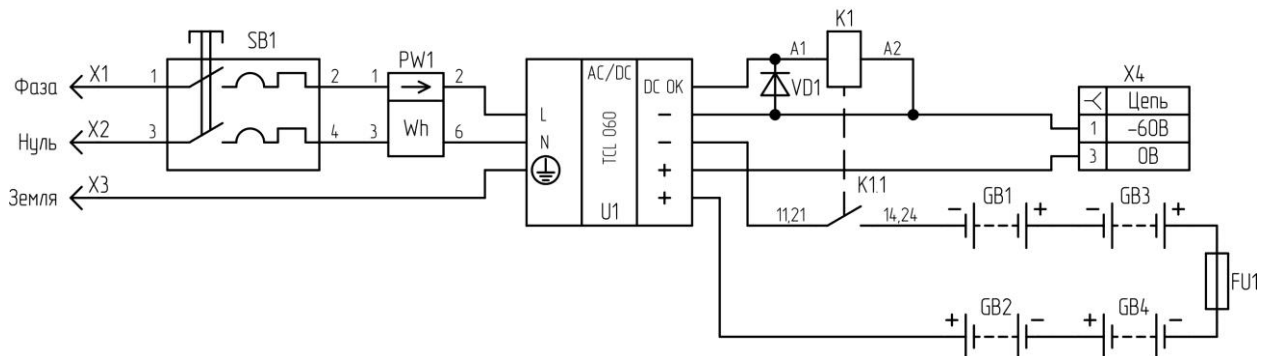 SB1
Фаза
X1
1
2
Нуль
X2
3
4
Земля
X3
PW1
1
2
Wh
3
6
L
N
AC/DC
TCL 060
U1
DC OK
−
−
+
+
K1
A1
A2
VD1
K1.1
11,21
14,24
X4
Цепь
1
−60В
3
0В
− GB1 +
− GB3 +
FU1
+ GB2 −
+ GB4 −